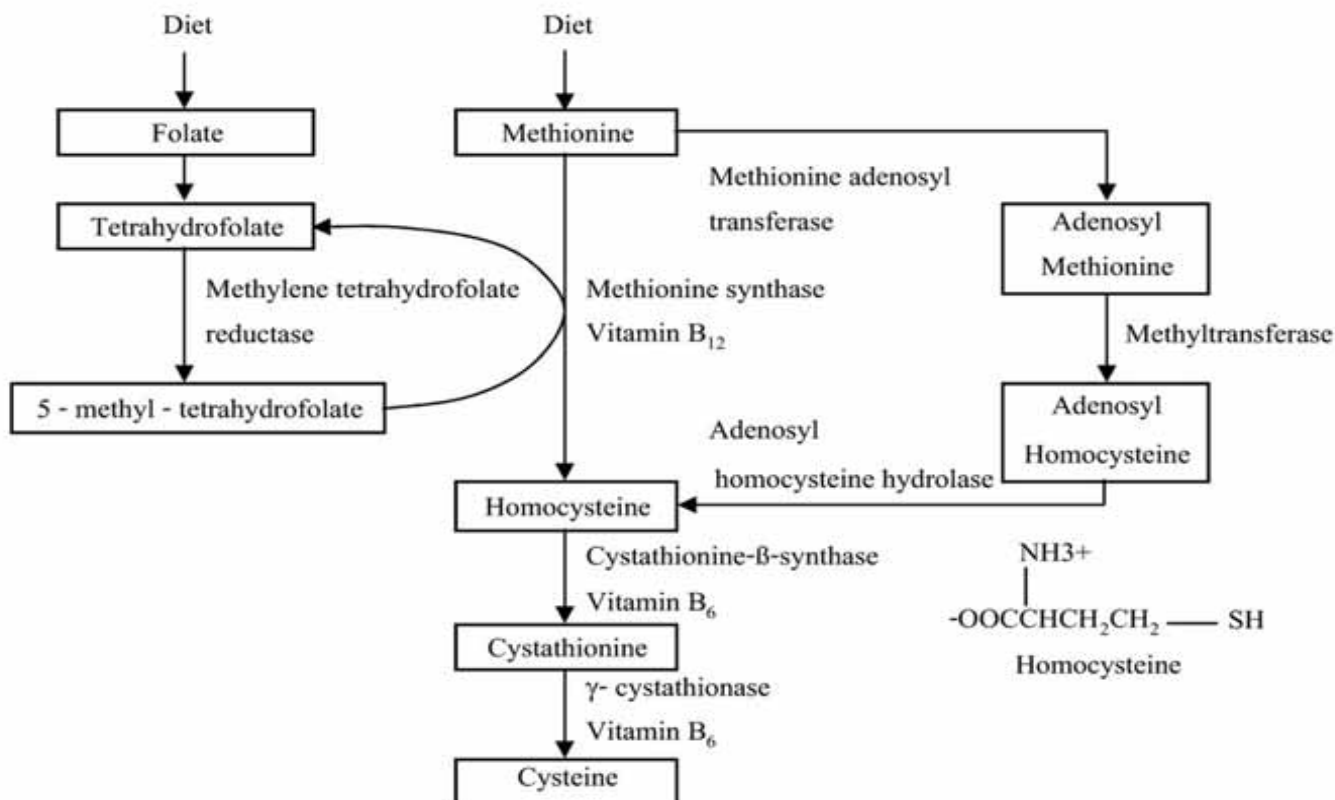 Diet
Diet
Folate
Methionine
Methionine adenosyl
transferase
Tetrahydrofolate
Adenosyl
Methionine
Methylene tetrahydrofolate
reductase
Methionine synthase
Vitamin B₁₂
Methyltransferase
5 - methyl - tetrahydrofolate
Adenosyl
Homocysteine
Adenosyl
homocysteine hydrolase
Homocysteine
Cystathionine-ß-synthase
Vitamin B₆
NH3+
-OOCCHCH₂CH₂ — SH
Homocysteine
Cystathionine
γ- cystathionase
Vitamin B₆
Cysteine